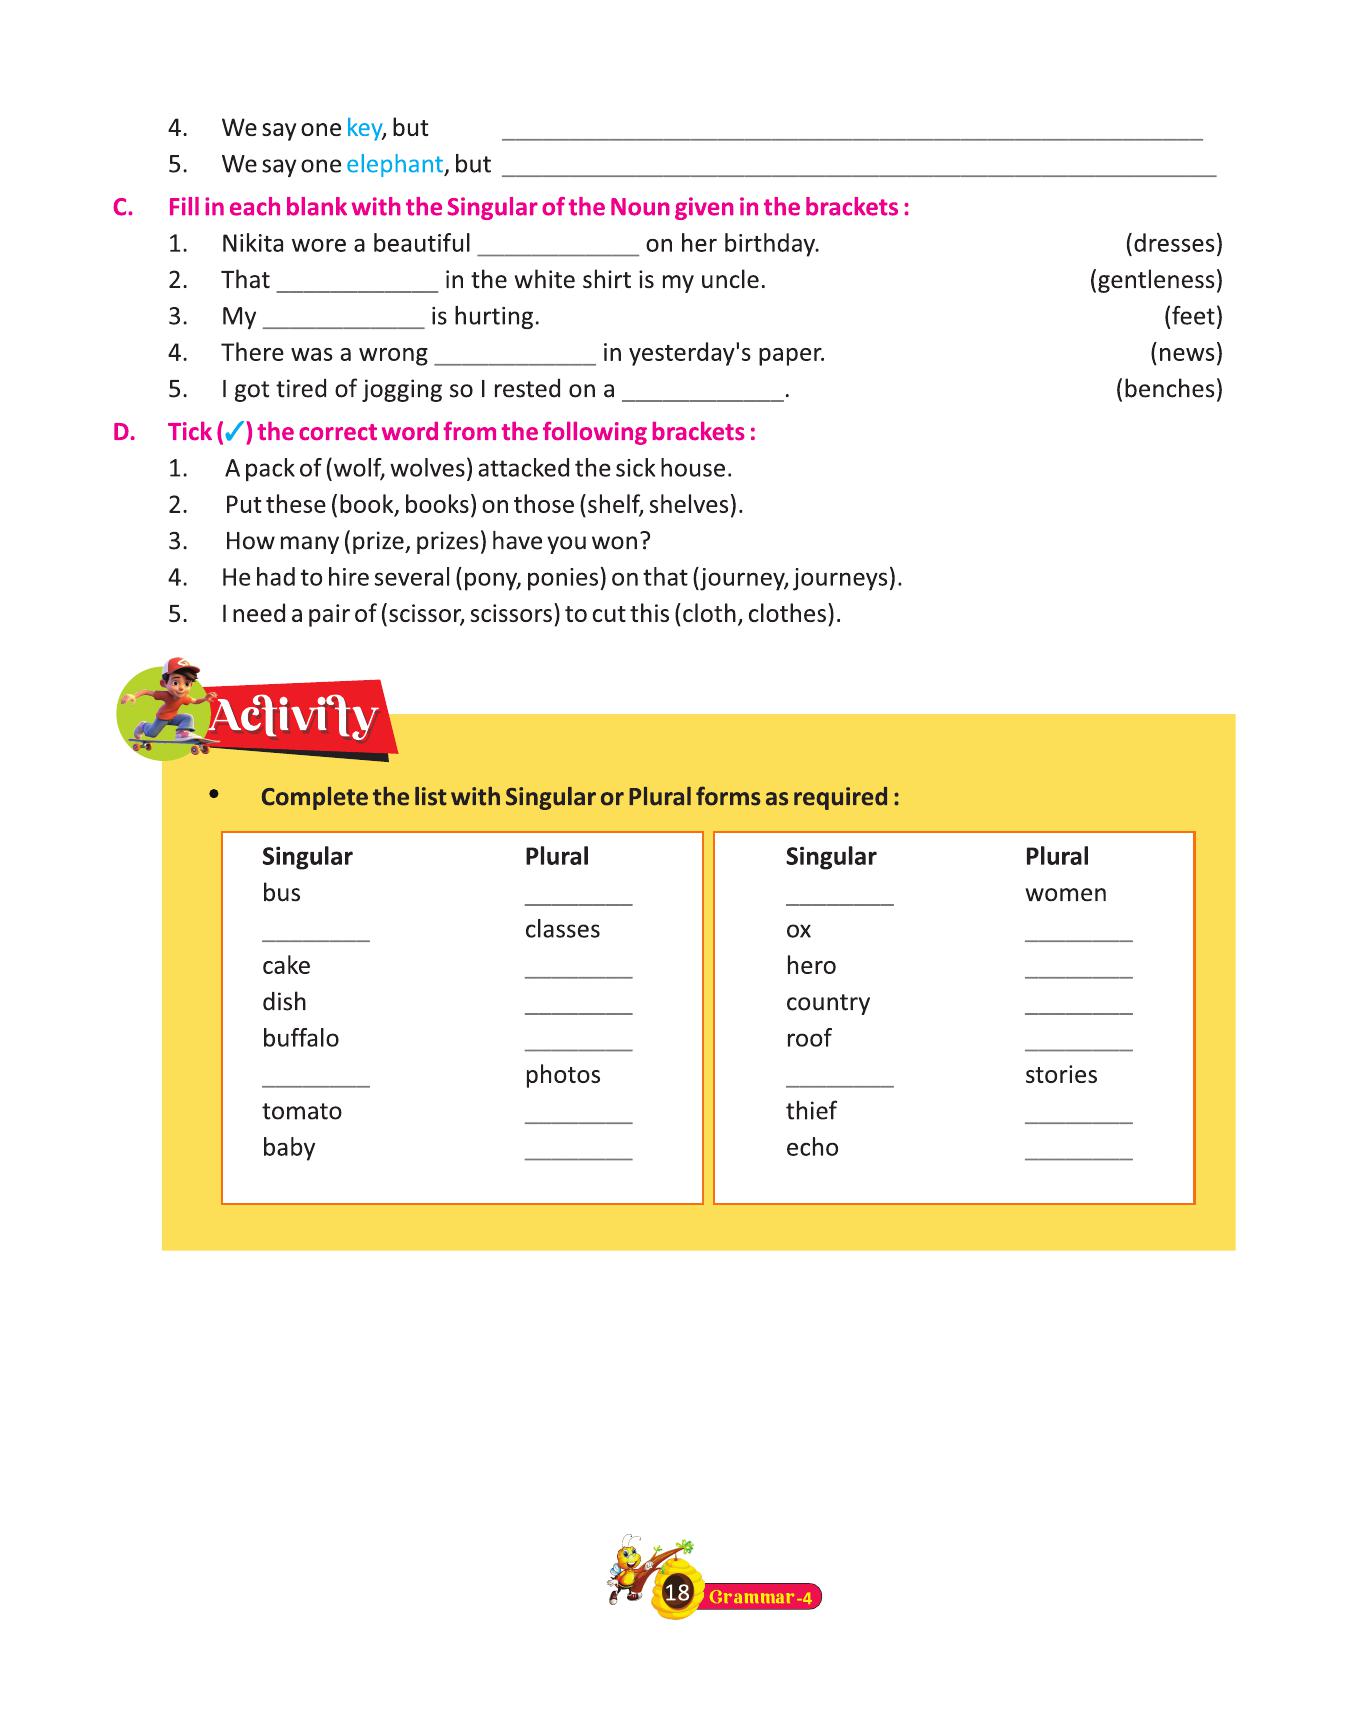 4. We say one key, but ____________________
5. We say one elephant, but ____________________
C. Fill in each blank with the Singular of the Noun given in the brackets :
1. Nikita wore a beautiful ____________ on her birthday. (dresses)
2. That ____________ in the white shirt is my uncle. (gentleness)
3. My ____________ is hurting. (feet)
4. There was a wrong ____________ in yesterday's paper. (news)
5. I got tired of jogging so I rested on a ____________. (benches)
D. Tick (✓) the correct word from the following brackets :
1. A pack of (wolf, wolves) attacked the sick house.
2. Put these (book, books) on those (shelf, shelves).
3. How many (prize, prizes) have you won?
4. He had to hire several (pony, ponies) on that (journey, journeys).
5. I need a pair of (scissor, scissors) to cut this (cloth, clothes).
Activity
• Complete the list with Singular or Plural forms as required :
Singular Plural
bus ________
________ classes
cake ________
dish ________
buffalo ________
________ photos
tomato ________
baby ________
Singular Plural
________ women
ox ________
hero ________
country ________
roof ________
________ stories
thief ________
echo ________
18 Grammar-4